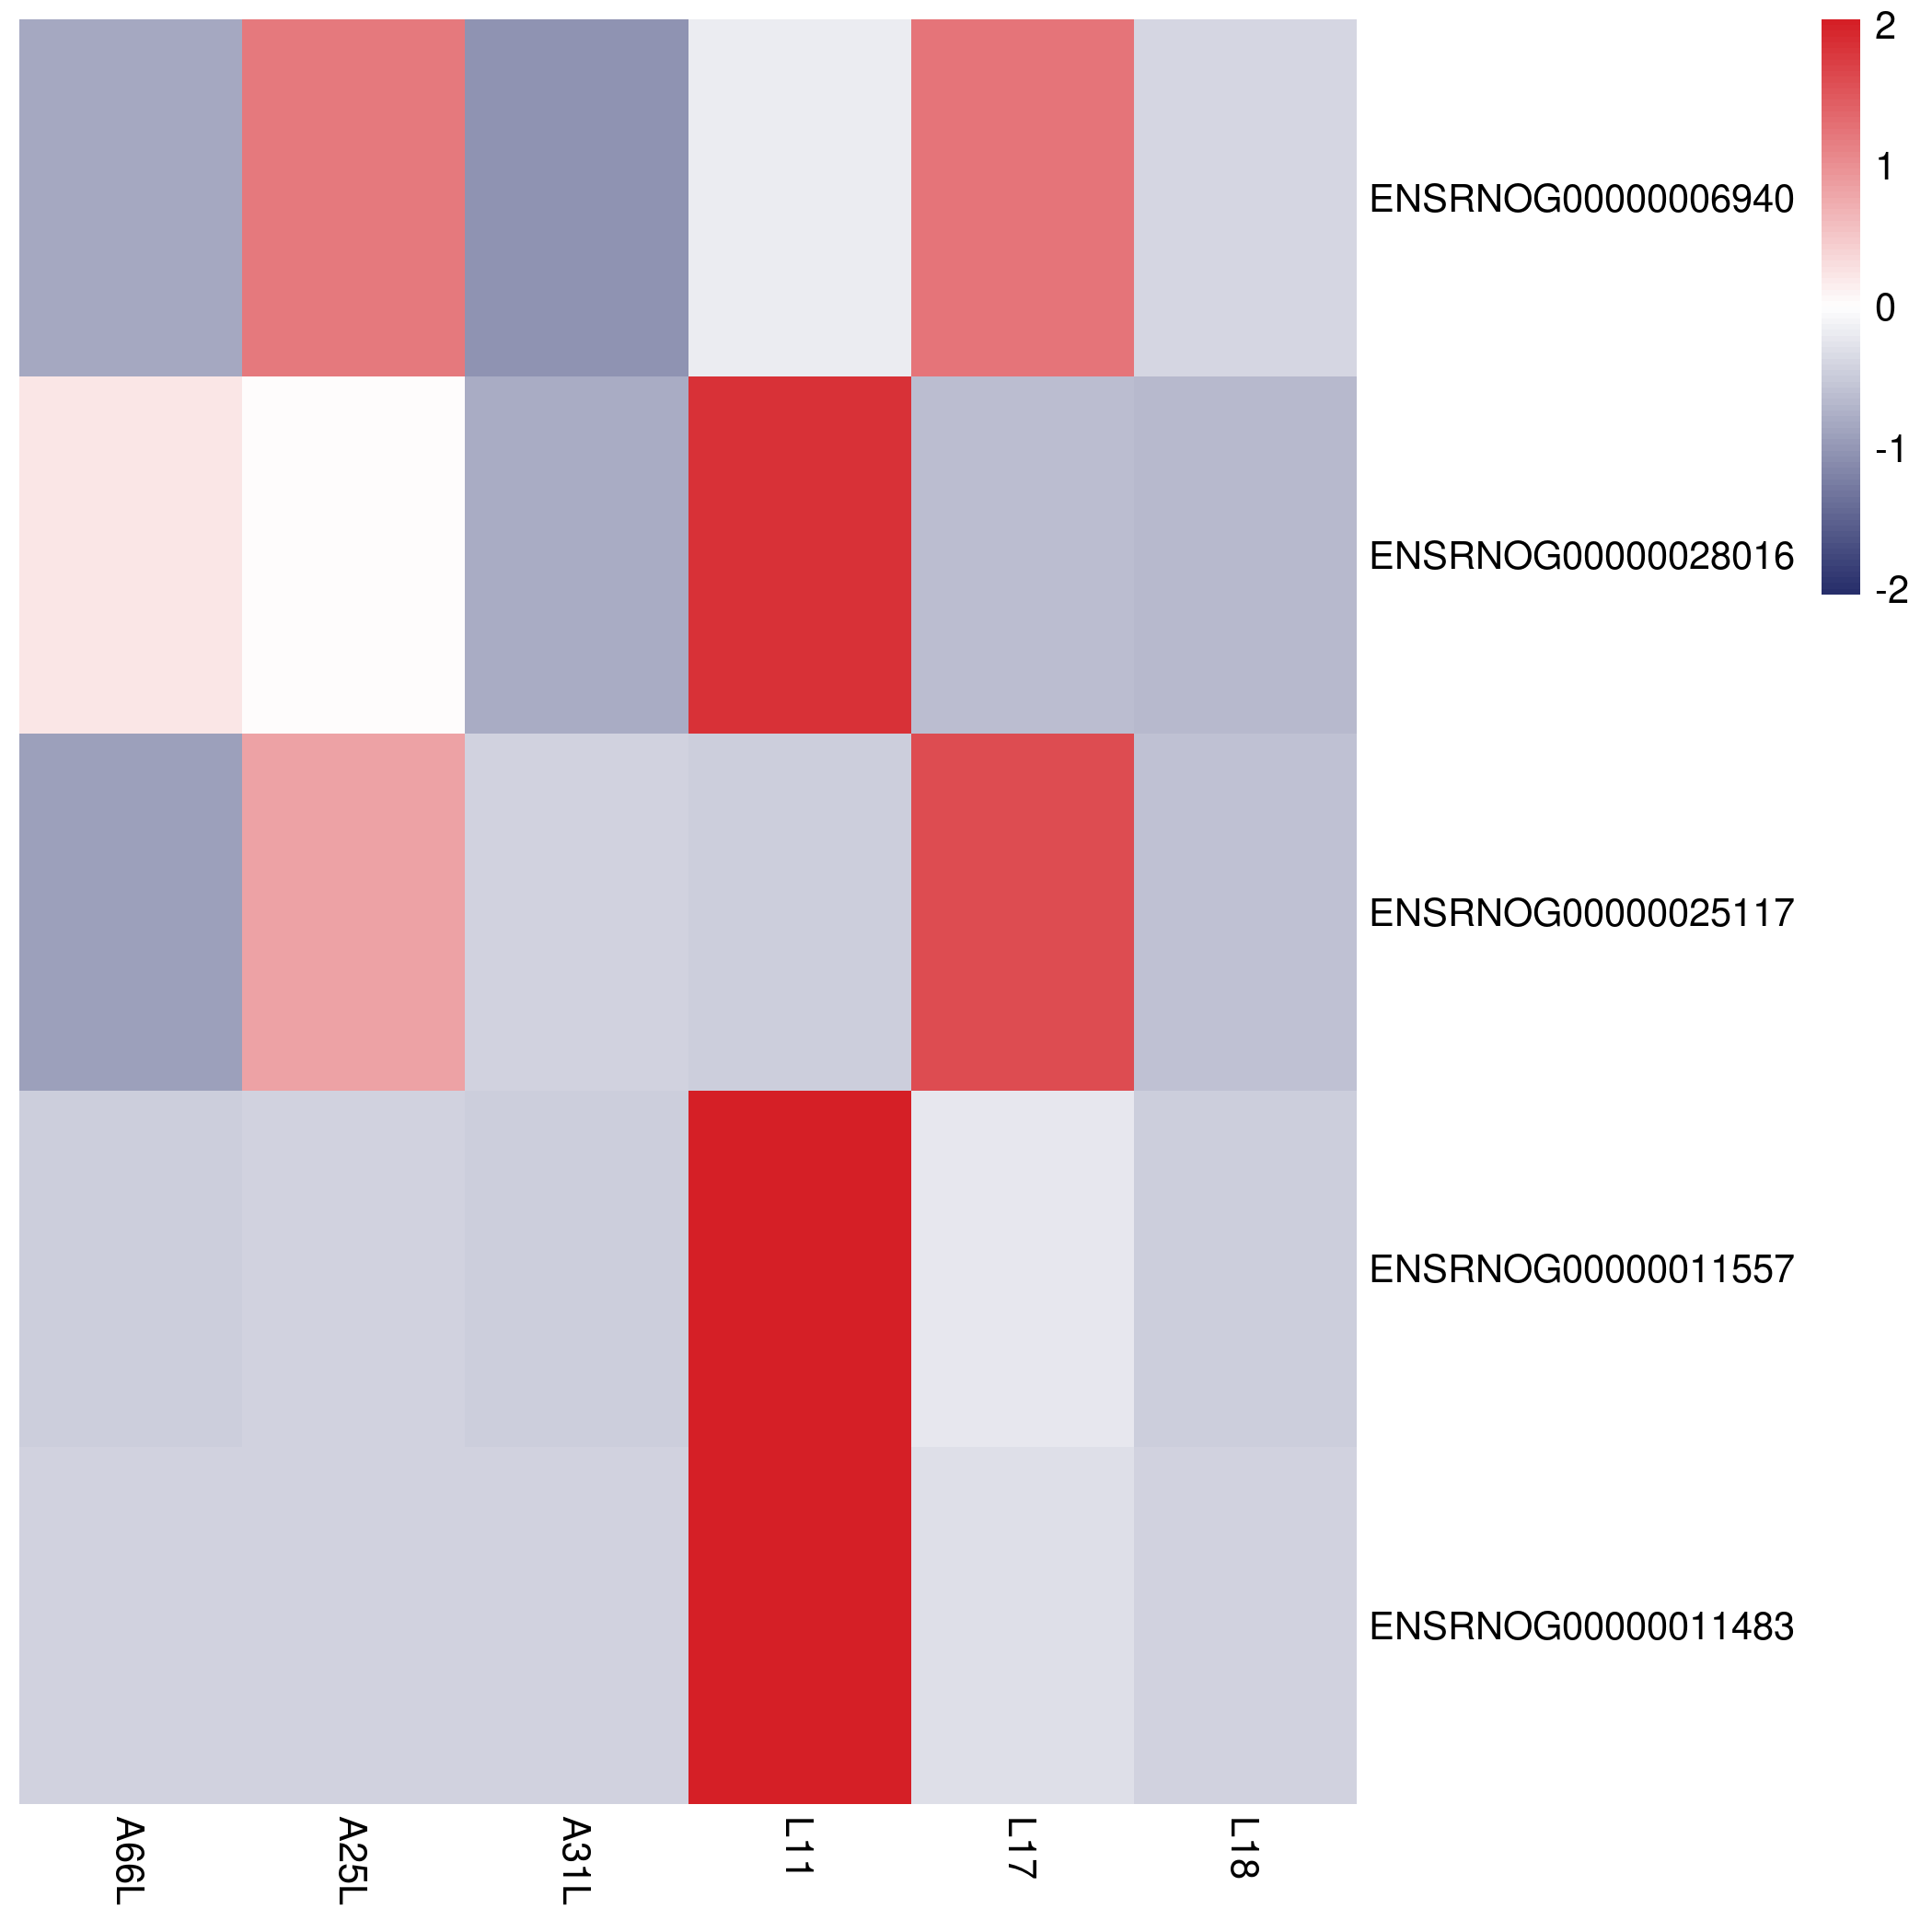 2
1
0
-1
-2
ENSRNOG00000006940
ENSRNOG00000028016
ENSRNOG00000025117
ENSRNOG00000011557
ENSRNOG00000011483
A66L
A25L
A31L
L11
L17
L18